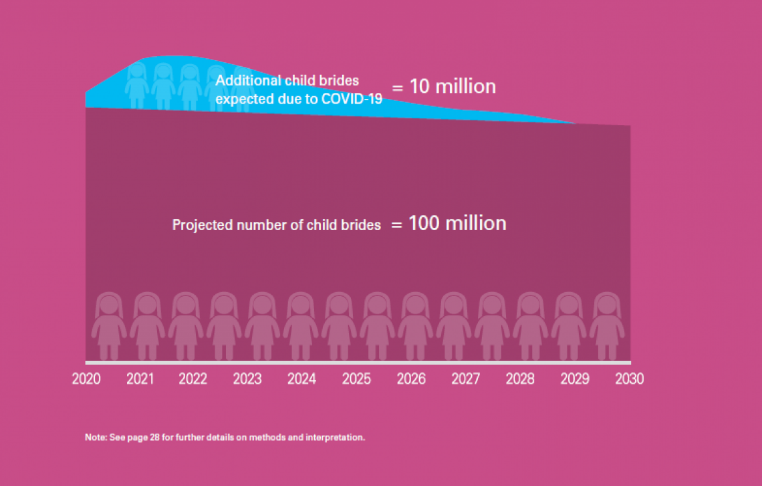 Additional child brides
expected due to COVID-19 = 10 million
Projected number of child brides = 100 million
2020 2021 2022 2023 2024 2025 2026 2027 2028 2029 2030
Note: See page 28 for further details on methods and interpretation.